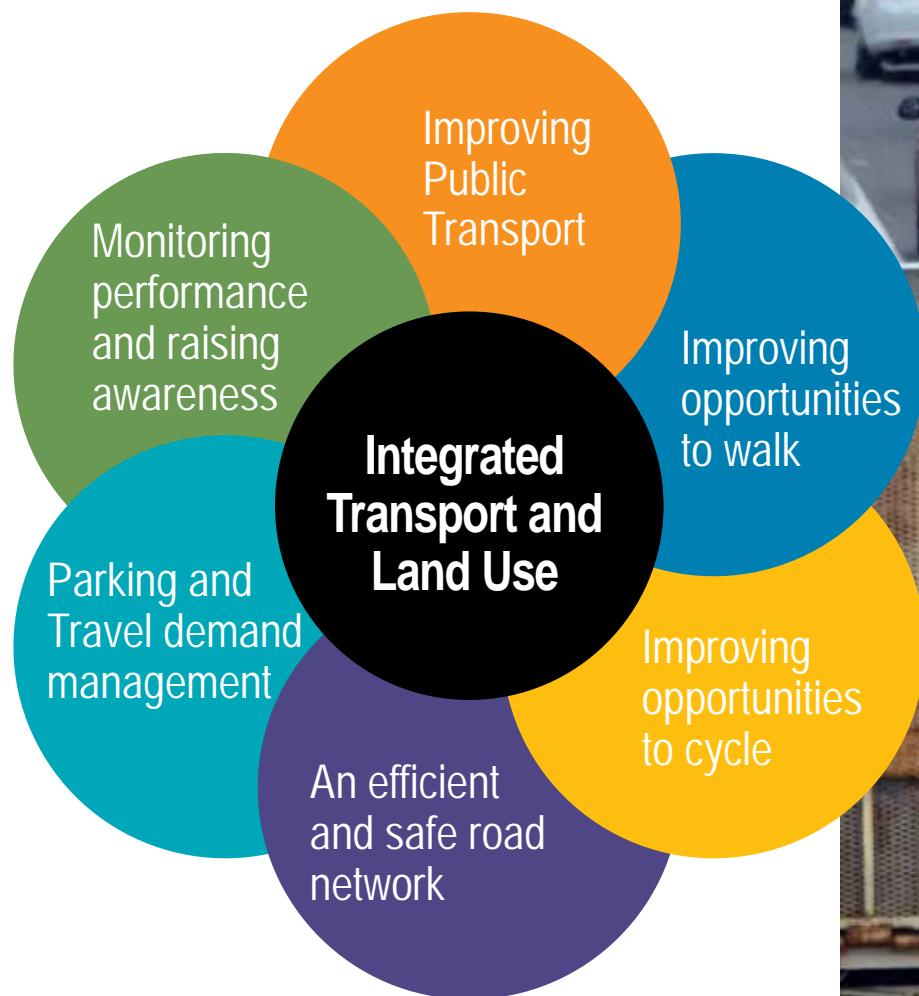 Improving
Public
Transport
Improving
opportunities
to walk
Improving
opportunities
to cycle
An efficient
and safe road
network
Parking and
Travel demand
management
Monitoring
performance
and raising
awareness
Integrated
Transport and
Land Use